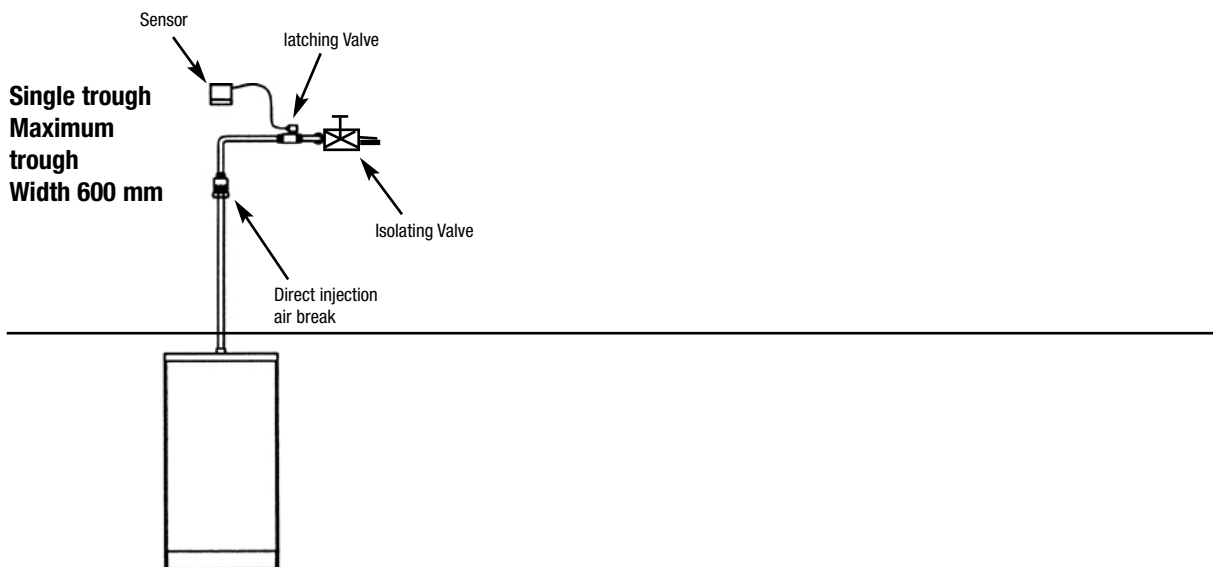 Sensor
latching Valve
Single trough
Maximum
trough
Width 600 mm
Isolating Valve
Direct injection
air break